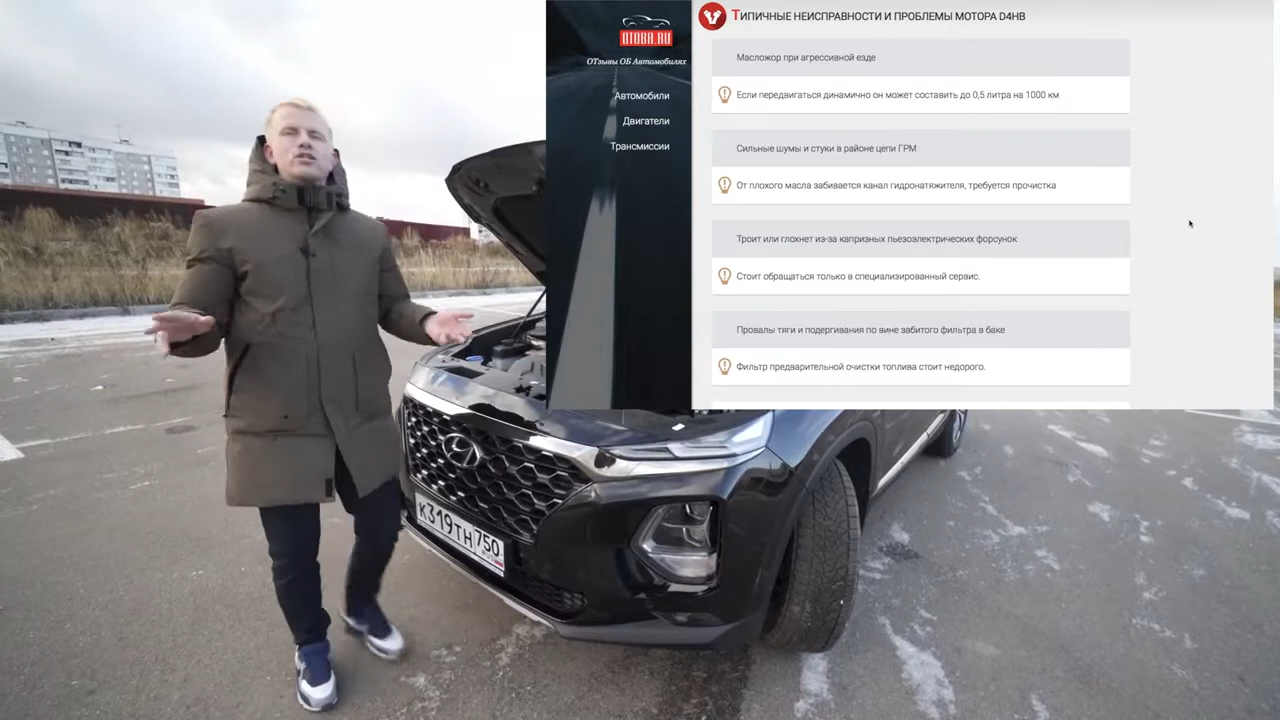 OTOBA.RU
ОТзывы ОБ Автомобилях
Автомобили
Двигатели
Трансмиссии
ТИПИЧНЫЕ НЕИСПРАВНОСТИ И ПРОБЛЕМЫ МОТОРА D4HB
Масложор при агрессивной езде
Если передвигаться динамично он может составить до 0,5 литра на 1000 км
Сильные шумы и стуки в районе цепи ГРМ
От плохого масла забивается канал гидронатяжителя, требуется прочистка
Троит или глохнет из-за капризных пьезоэлектрических форсунок
Стоит обращаться только в специализированный сервис.
Провалы тяги и подергивания по вине забитого фильтра в баке
Фильтр предварительной очистки топлива стоит недорого.
К319ТН 750
RUS